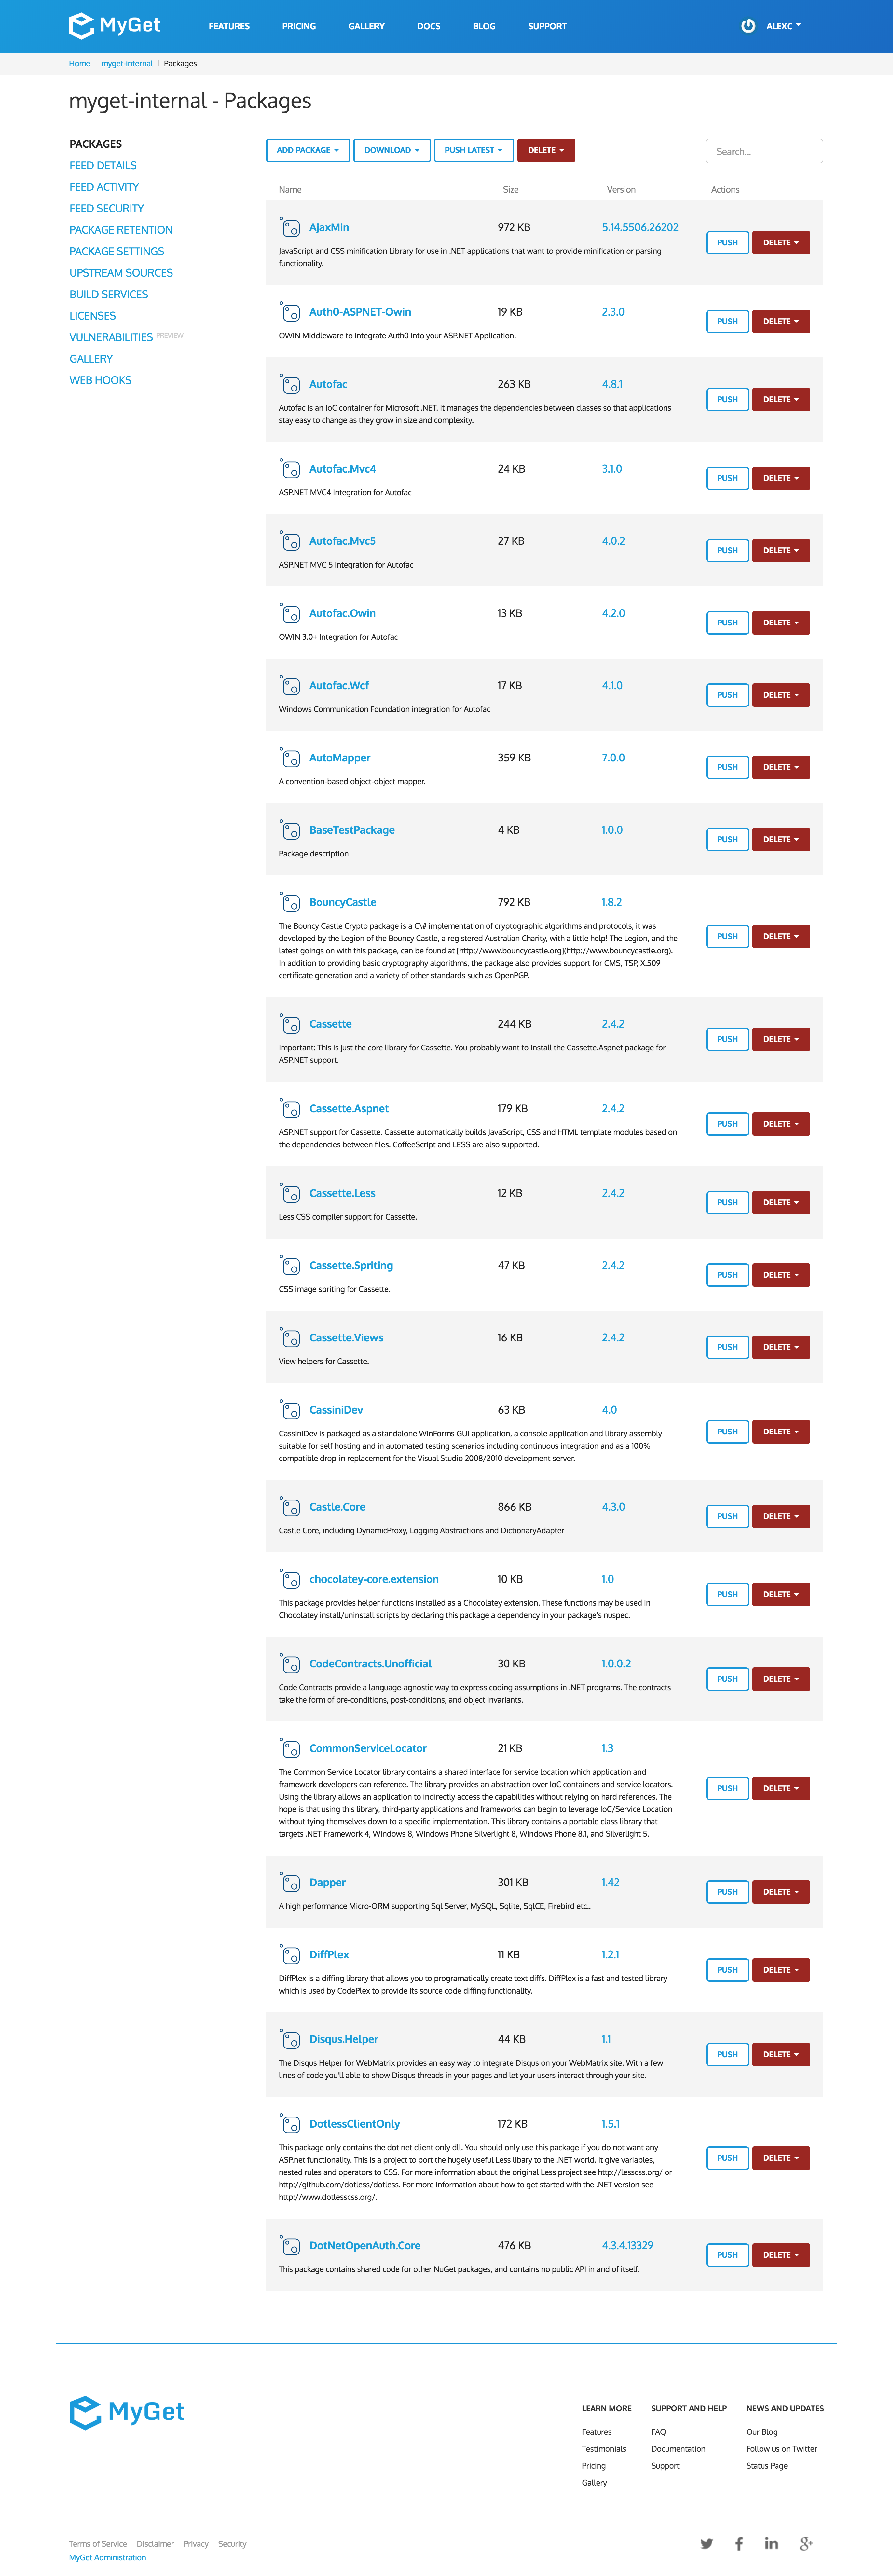 MyGet
FEATURES PRICING GALLERY DOCS BLOG SUPPORT ALEXC
Home | myget-internal | Packages
myget-internal - Packages
PACKAGES
FEED DETAILS
FEED ACTIVITY
FEED SECURITY
PACKAGE RETENTION
PACKAGE SETTINGS
UPSTREAM SOURCES
BUILD SERVICES
LICENSES
VULNERABILITIES PREVIEW
GALLERY
WEB HOOKS
ADD PACKAGE DOWNLOAD PUSH LATEST DELETE Search...
Name Size Version Actions
AjaxMin 972 KB 5.14.5506.26202
PUSH DELETE
JavaScript and CSS minification Library for use in .NET applications that want to provide minification or parsing
functionality.
Auth0-ASPNET-Owin 19 KB 2.3.0
PUSH DELETE
OWIN Middleware to integrate Auth0 into your ASP.NET Application.
Autofac 263 KB 4.8.1
PUSH DELETE
Autofac is an IoC container for Microsoft .NET. It manages the dependencies between classes so that applications
stay easy to change as they grow in size and complexity.
Autofac.Mvc4 24 KB 3.1.0
PUSH DELETE
ASP.NET MVC4 Integration for Autofac
Autofac.Mvc5 27 KB 4.0.2
PUSH DELETE
ASP.NET MVC 5 Integration for Autofac
Autofac.Owin 13 KB 4.2.0
PUSH DELETE
OWIN 3.0+ Integration for Autofac
Autofac.Wcf 17 KB 4.1.0
PUSH DELETE
Windows Communication Foundation integration for Autofac
AutoMapper 359 KB 7.0.0
PUSH DELETE
A convention-based object-object mapper.
BaseTestPackage 4 KB 1.0.0
PUSH DELETE
Package description
BouncyCastle 792 KB 1.8.2
The Bouncy Castle Crypto package is a C\# implementation of cryptographic algorithms and protocols, it was
developed by the Legion of the Bouncy Castle, a registered Australian Charity, with a little help! The Legion, and the
PUSH DELETE
latest goings on with this package, can be found at [http://www.bouncycastle.org](http://www.bouncycastle.org).
In addition to providing basic cryptography algorithms, the package also provides support for CMS, TSP, X.509
certificate generation and a variety of other standards such as OpenPGP.
Cassette 244 KB 2.4.2
PUSH DELETE
Important: This is just the core library for Cassette. You probably want to install the Cassette.Aspnet package for
ASP.NET support.
Cassette.Aspnet 179 KB 2.4.2
PUSH DELETE
ASP.NET support for Cassette. Cassette automatically builds JavaScript, CSS and HTML template modules based on
the dependencies between files. CoffeeScript and LESS are also supported.
Cassette.Less 12 KB 2.4.2
PUSH DELETE
Less CSS compiler support for Cassette.
Cassette.Spriting 47 KB 2.4.2
PUSH DELETE
CSS image spriting for Cassette.
Cassette.Views 16 KB 2.4.2
PUSH DELETE
View helpers for Cassette.
CassiniDev 63 KB 4.0
PUSH DELETE
CassiniDev is packaged as a standalone WinForms GUI application, a console application and library assembly
suitable for self hosting and in automated testing scenarios including continuous integration and as a 100%
compatible drop-in replacement for the Visual Studio 2008/2010 development server.
Castle.Core 866 KB 4.3.0
PUSH DELETE
Castle Core, including DynamicProxy, Logging Abstractions and DictionaryAdapter
chocolatey-core.extension 10 KB 1.0
PUSH DELETE
This package provides helper functions installed as a Chocolatey extension. These functions may be used in
Chocolatey install/uninstall scripts by declaring this package a dependency in your package's nuspec.
CodeContracts.Unofficial 30 KB 1.0.0.2
PUSH DELETE
Code Contracts provide a language-agnostic way to express coding assumptions in .NET programs. The contracts
take the form of pre-conditions, post-conditions, and object invariants.
CommonServiceLocator 21 KB 1.3
The Common Service Locator library contains a shared interface for service location which application and
framework developers can reference. The library provides an abstraction over IoC containers and service locators.
PUSH DELETE
Using the library allows an application to indirectly access the capabilities without relying on hard references. The
hope is that using this library, third-party applications and frameworks can begin to leverage IoC/Service Location
without tying themselves down to a specific implementation. This library contains a portable class library that
targets .NET Framework 4, Windows 8, Windows Phone Silverlight 8, Windows Phone 8.1, and Silverlight 5.
Dapper 301 KB 1.42
PUSH DELETE
A high performance Micro-ORM supporting Sql Server, MySQL, Sqlite, SqlCE, Firebird etc..
DiffPlex 11 KB 1.2.1
PUSH DELETE
DiffPlex is a diffing library that allows you to programatically create text diffs. DiffPlex is a fast and tested library
which is used by CodePlex to provide its source code diffing functionality.
Disqus.Helper 44 KB 1.1
PUSH DELETE
The Disqus Helper for WebMatrix provides an easy way to integrate Disqus on your WebMatrix site. With a few
lines of code you'll able to show Disqus threads in your pages and let your users interact through your site.
DotlessClientOnly 172 KB 1.5.1
This package only contains the dot net client only dll. You should only use this package if you do not want any
PUSH DELETE
ASP.net functionality. This is a project to port the hugely useful Less libary to the .NET world. It give variables,
nested rules and operators to CSS. For more information about the original Less project see http://lesscss.org/ or
http://github.com/dotless/dotless. For more information about how to get started with the .NET version see
http://www.dotlesscss.org/.
DotNetOpenAuth.Core 476 KB 4.3.4.13329
PUSH DELETE
This package contains shared code for other NuGet packages, and contains no public API in and of itself.
MyGet
LEARN MORE SUPPORT AND HELP NEWS AND UPDATES
Features FAQ Our Blog
Testimonials Documentation Follow us on Twitter
Pricing Support Status Page
Gallery
Terms of Service Disclaimer Privacy Security
MyGet Administration